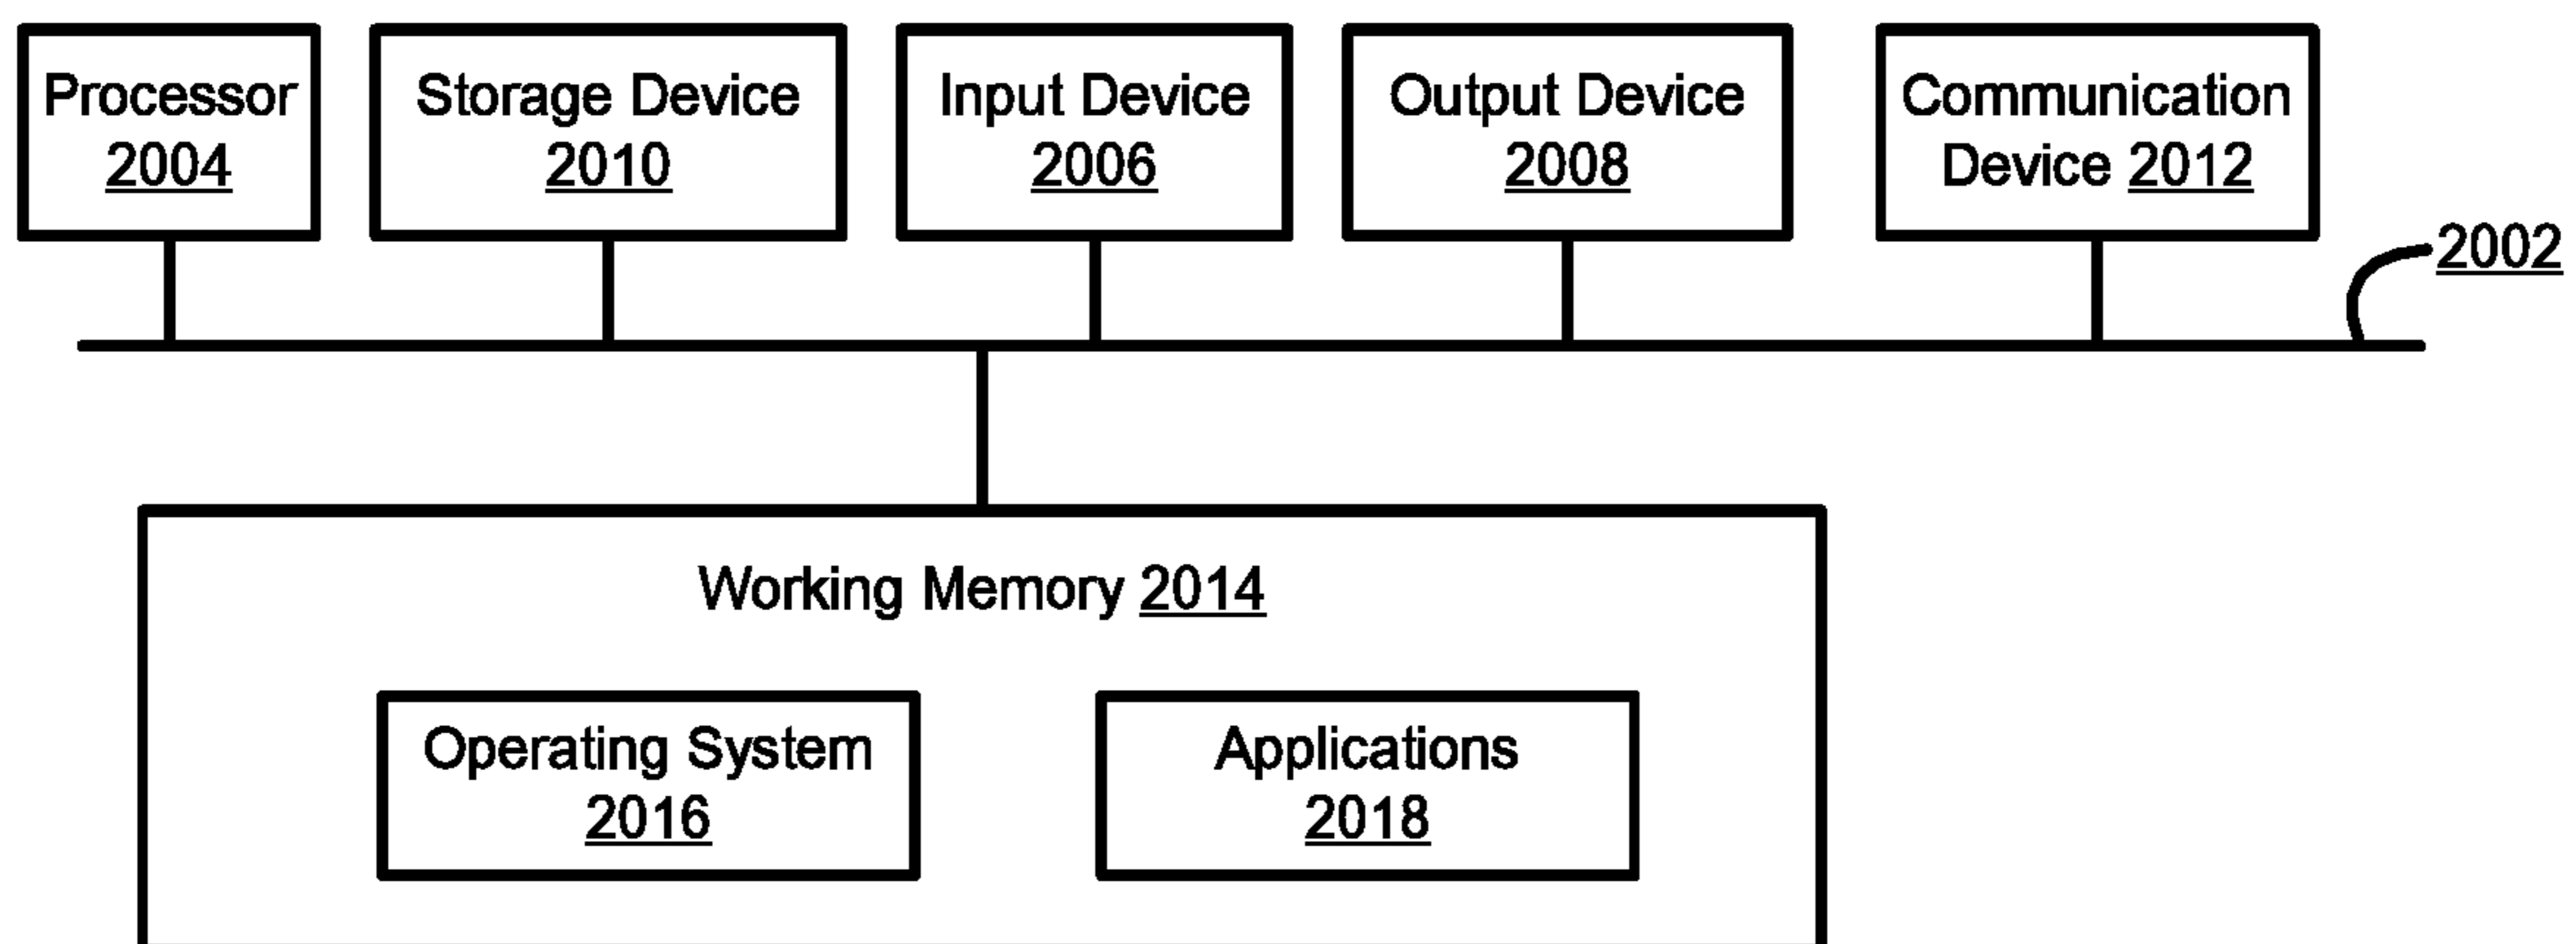 Processor
2004
Storage Device
2010
Input Device
2006
Output Device
2008
Communication
Device 2012
2002
Working Memory 2014
Operating System
2016
Applications
2018